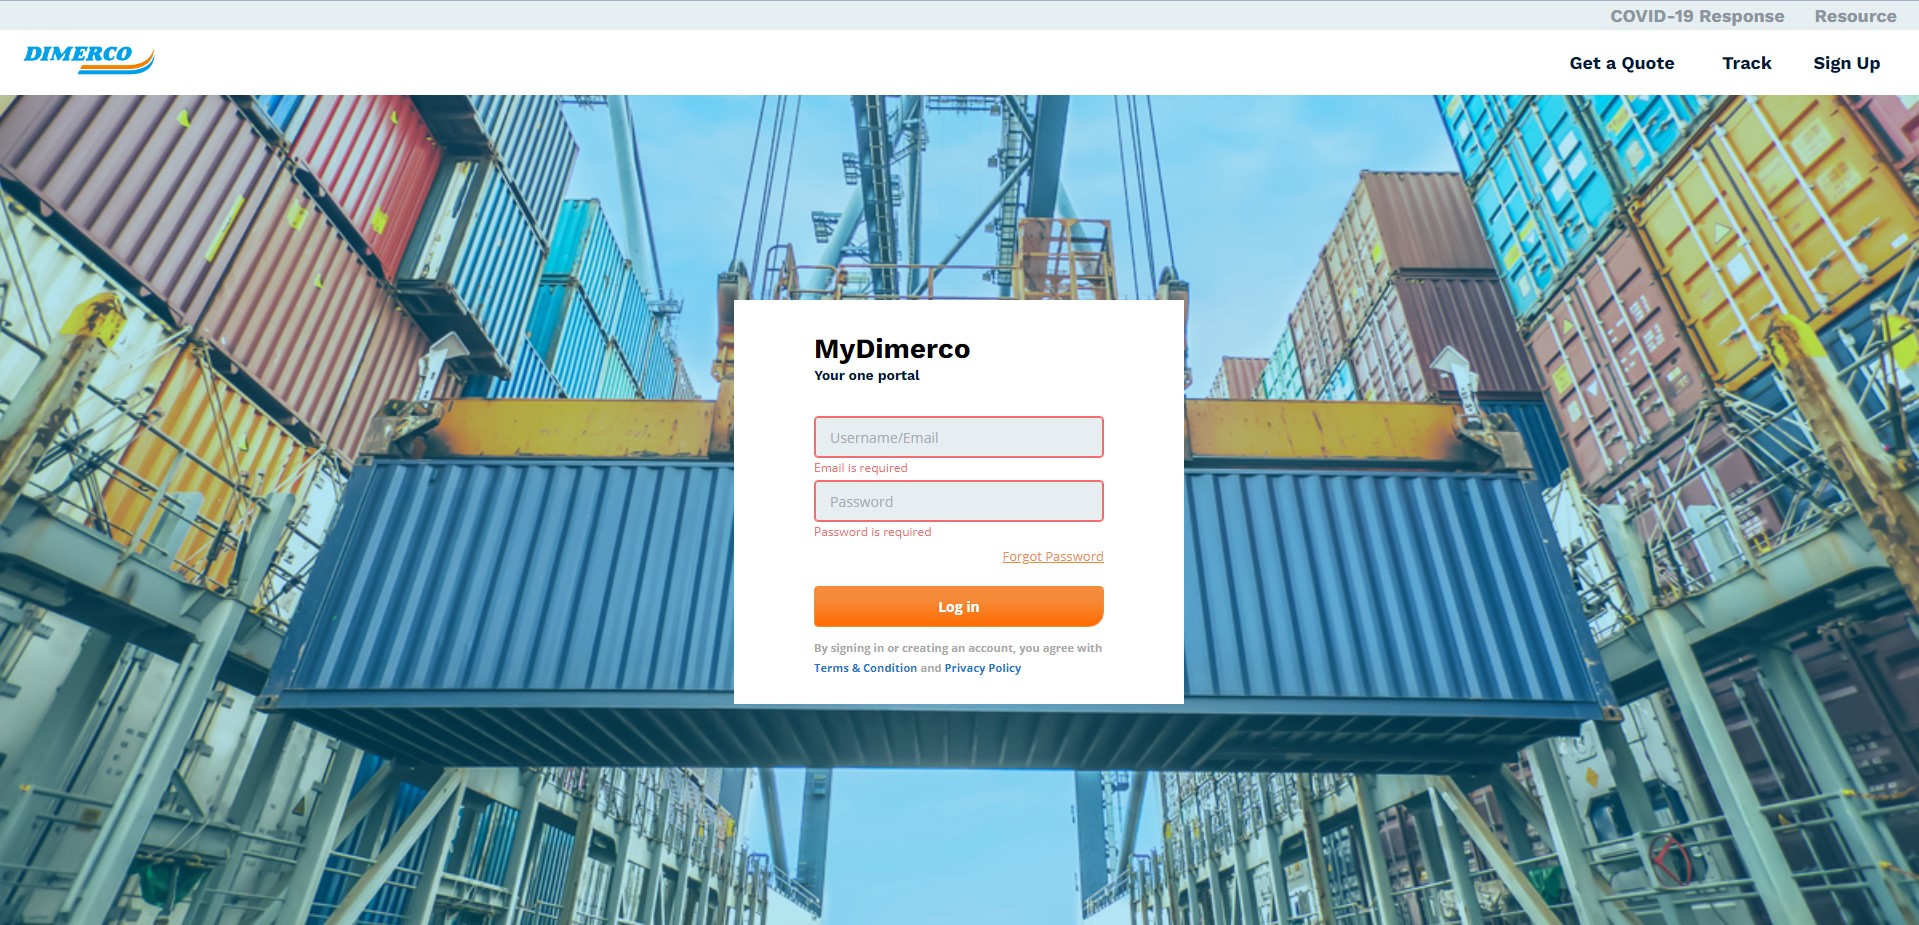 COVID-19 Response Resource
DIMERCO
Get a Quote Track Sign Up
MyDimerco
Your one portal
Username/Email
Email is required
Password
Password is required
Forgot Password
Log in
By signing in or creating an account, you agree with
Terms & Condition and Privacy Policy